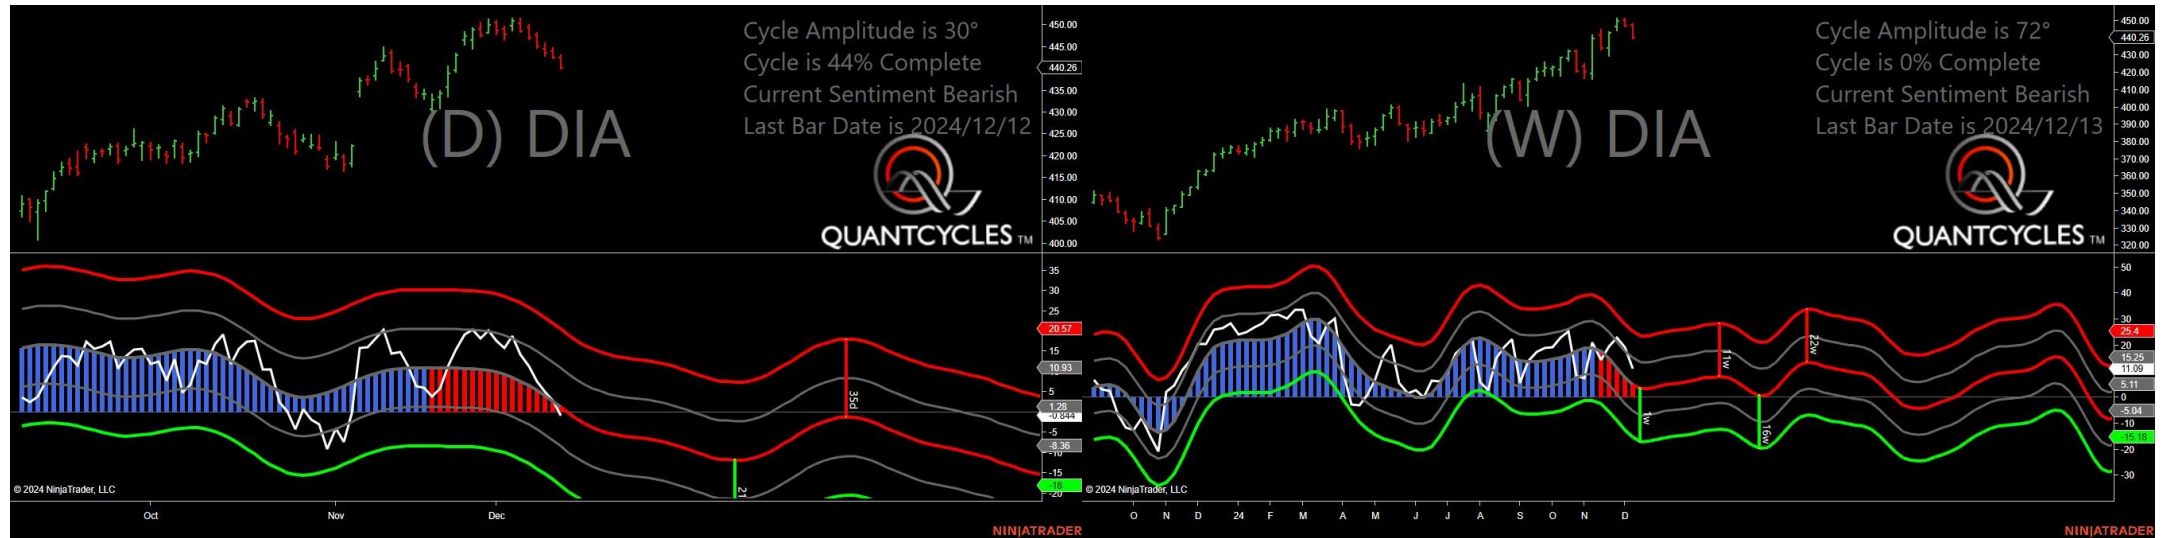 Cycle Amplitude is 30°
Cycle is 44% Complete
Current Sentiment Bearish
Last Bar Date is 2024/12/12
(D) DIA
QUANTCYCLES TM
450.00
445.00
440.26
435.00
430.00
425.00
420.00
415.00
410.00
405.00
400.00
35
30
25
20.57
15
10.93
5
1.28
-0.844
-5
-8.36
-10
-15
-18
-20
35d
21
© 2024 NinjaTrader, LLC
Oct
Nov
Dec
NINJATRADER
Cycle Amplitude is 72°
Cycle is 0% Complete
Current Sentiment Bearish
Last Bar Date is 2024/12/13
(W) DIA
QUANTCYCLES TM
450.00
440.26
430.00
420.00
410.00
400.00
390.00
380.00
370.00
360.00
350.00
340.00
330.00
320.00
50
40
30
25.4
20
15.25
11.09
5.11
0
-5.04
-10
-15.18
-20
-30
11w
22w
1w
16w
© 2024 NinjaTrader, LLC
O N D 24 F M A M J J A S O N D
NINJATRADER